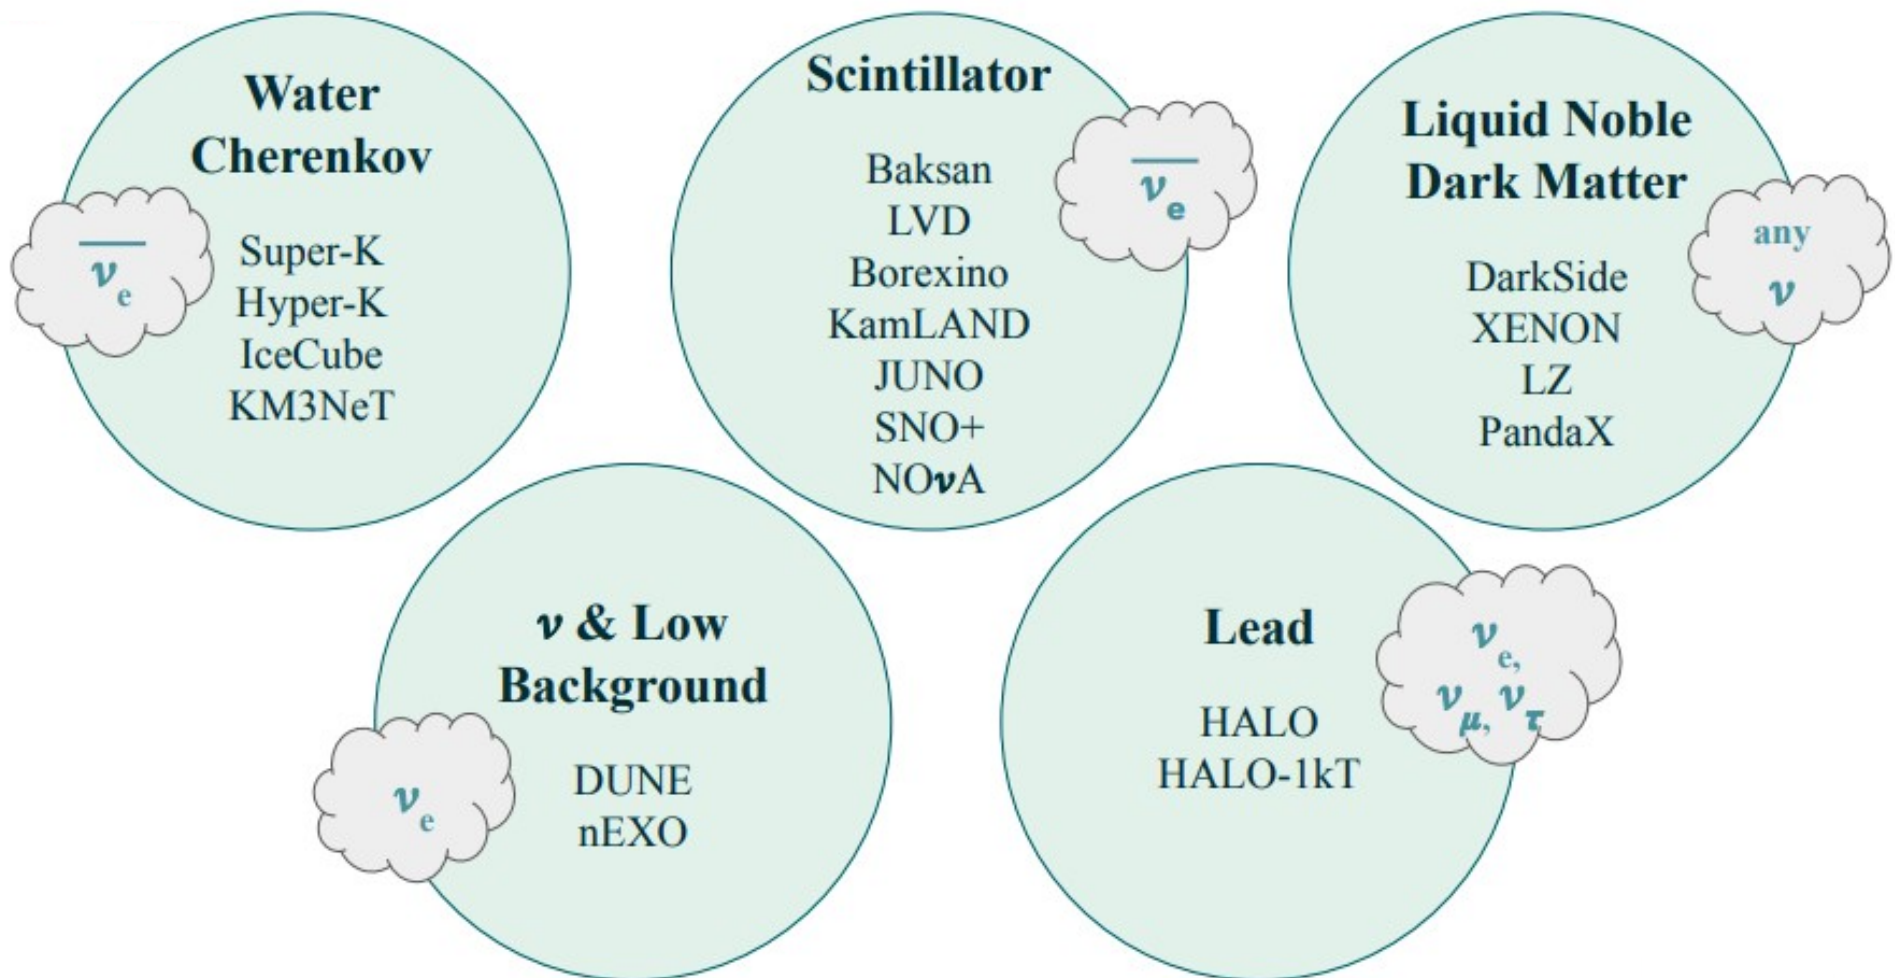 Water
Cherenkov
Super-K
Hyper-K
IceCube
KM3NeT
ν̅e
Scintillator
Baksan
LVD
Borexino
KamLAND
JUNO
SNO+
NOνA
ν̅e
Liquid Noble
Dark Matter
DarkSide
XENON
LZ
PandaX
any
ν
ν & Low
Background
DUNE
nEXO
νe
Lead
HALO
HALO-1kT
νe,
νμ, ντ